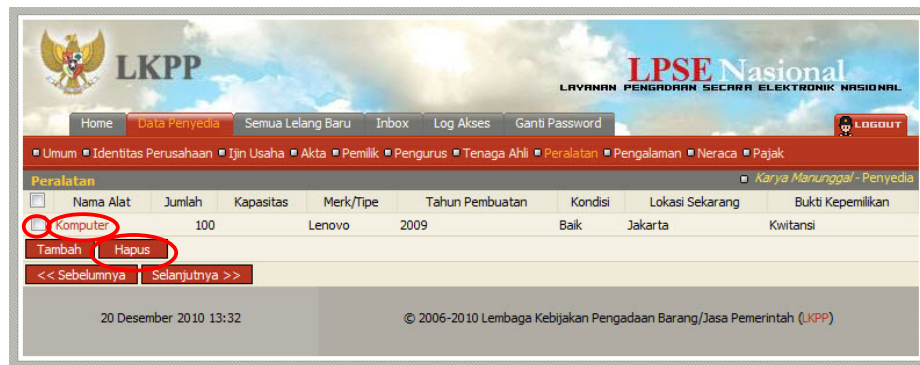 LKPP
LPSE Nasional
LAYANAN PENGADAAN SECARA ELEKTRONIK NASIONAL
Home Data Penyedia Semua Lelang Baru Inbox Log Akses Ganti Password LOGOUT
Umum Identitas Perusahaan Ijin Usaha Akta Pemilik Pengurus Tenaga Ahli Peralatan Pengalaman Neraca Pajak
Peralatan Karya Manunggal - Penyedia
Nama Alat Jumlah Kapasitas Merk/Tipe Tahun Pembuatan Kondisi Lokasi Sekarang Bukti Kepemilikan
Komputer 100 Lenovo 2009 Baik Jakarta Kwitansi
Tambah Hapus
<< Sebelumnya Selanjutnya >>
20 Desember 2010 13:32 © 2006-2010 Lembaga Kebijakan Pengadaan Barang/Jasa Pemerintah (LKPP)